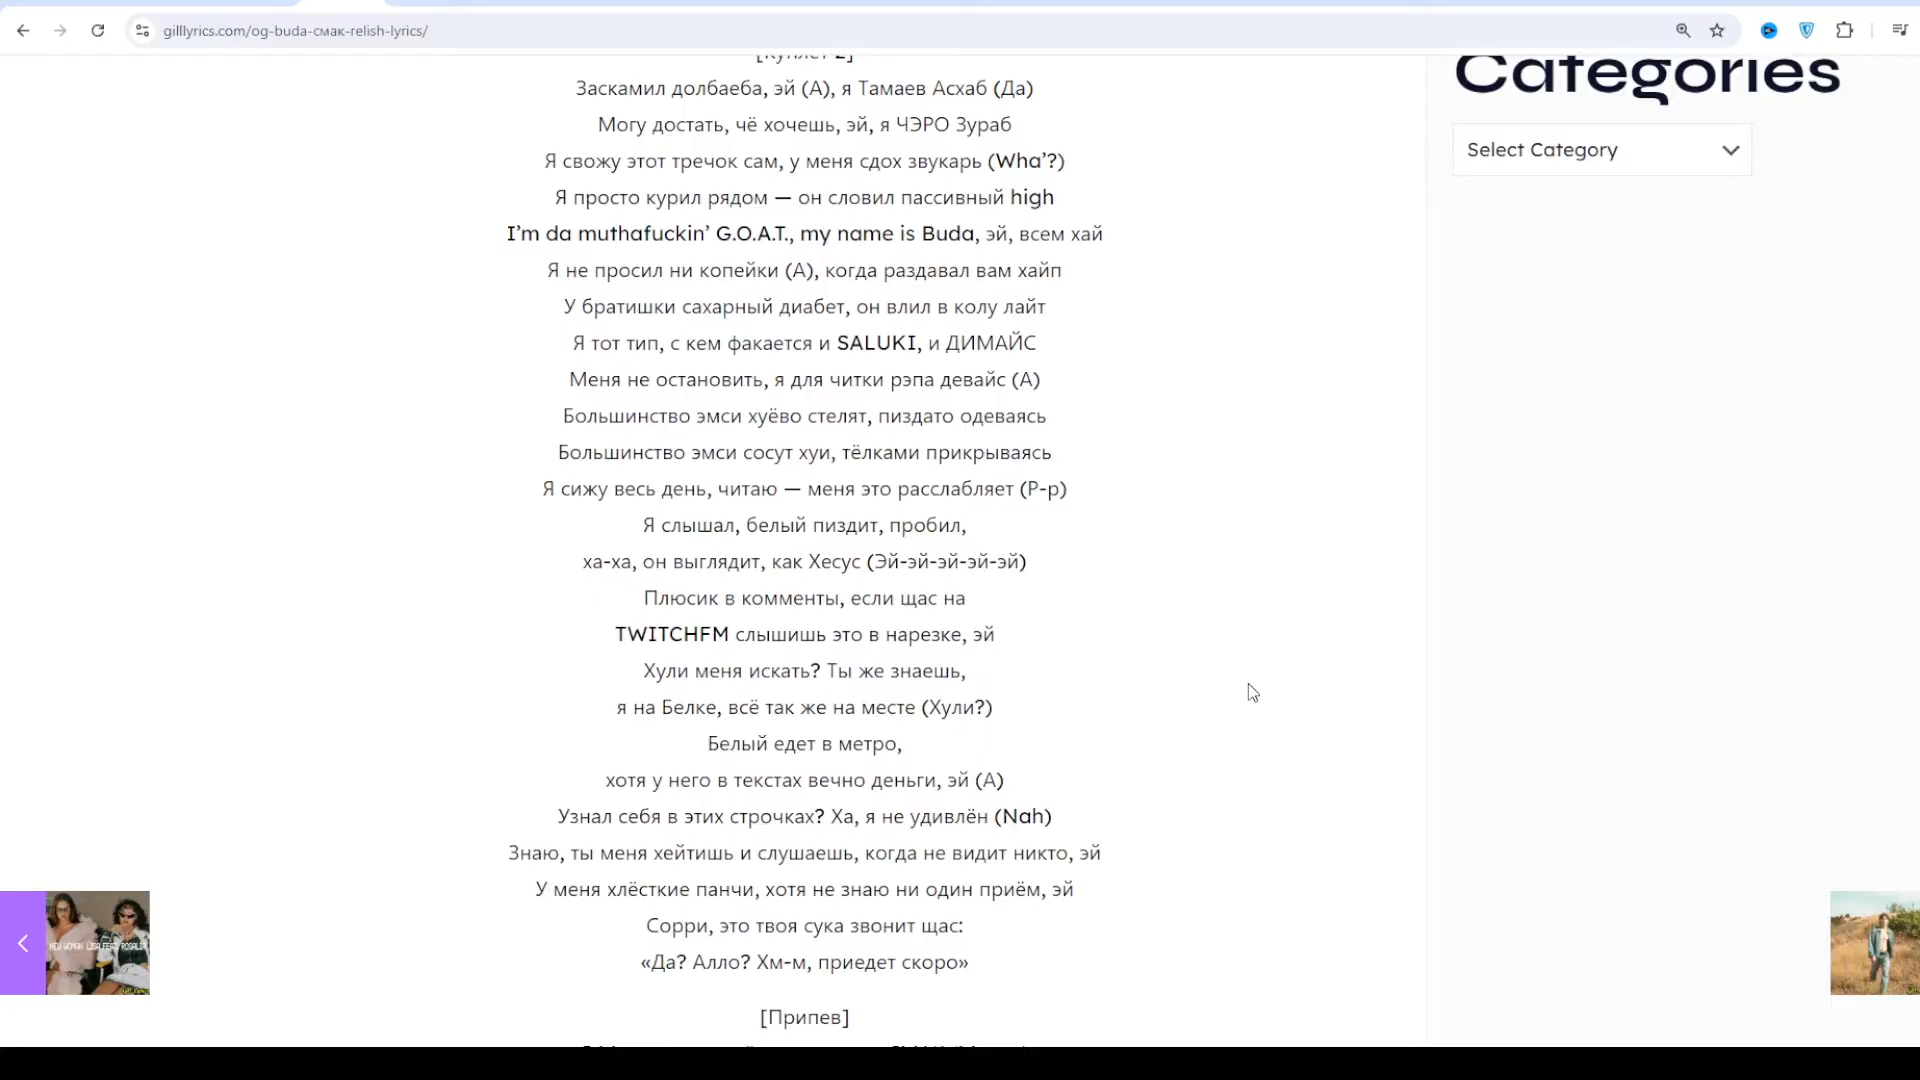 gilllyrics.com/og-buda-смак-relish-lyrics/
[Куплет 2]
Заскамил долбаеба, эй (А), я Тамаев Асхаб (Да)
Могу достать, чё хочешь, эй, я ЧЭРО Зураб
Я свожу этот тречок сам, у меня сдох звукарь (Wha’?)
Я просто курил рядом — он словил пассивный high
I’m da muthafuckin’ G.O.A.T., my name is Buda, эй, всем хай
Я не просил ни копейки (А), когда раздавал вам хайп
У братишки сахарный диабет, он влил в колу лайт
Я тот тип, с кем факается и SALUKI, и ДИМАЙС
Меня не остановить, я для читки рэпа девайс (А)
Большинство эмси хуёво стелят, пиздато одеваясь
Большинство эмси сосут хуи, тёлками прикрываясь
Я сижу весь день, читаю — меня это расслабляет (Р-р)
Я слышал, белый пиздит, пробил,
ха-ха, он выглядит, как Хесус (Эй-эй-эй-эй-эй)
Плюсик в комменты, если щас на
TWITCHFM слышишь это в нарезке, эй
Хули меня искать? Ты же знаешь,
я на Белке, всё так же на месте (Хули?)
Белый едет в метро,
хотя у него в текстах вечно деньги, эй (А)
Узнал себя в этих строчках? Ха, я не удивлён (Nah)
Знаю, ты меня хейтишь и слушаешь, когда не видит никто, эй
У меня хлёсткие панчи, хотя не знаю ни один приём, эй
Сорри, это твоя сука звонит щас:
«Да? Алло? Хм-м, приедет скоро»
[Припев]
Categories
Select Category
NEW WOMAN LISA FEAT ROSALIA